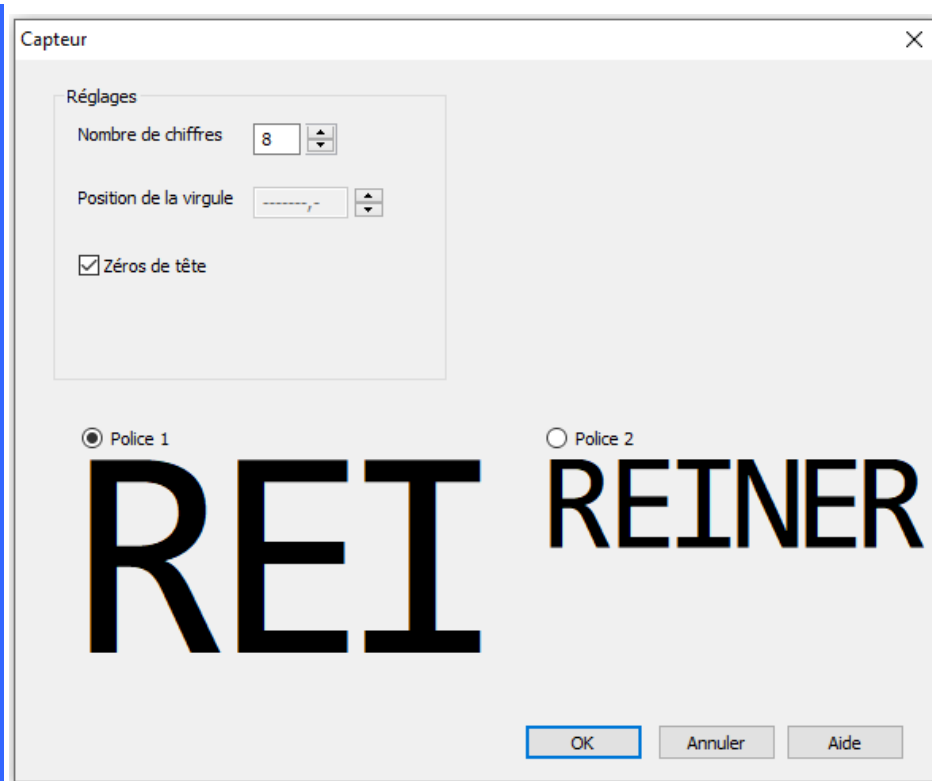 Capteur
Réglages
Nombre de chiffres 8
Position de la virgule -------,-
Zéros de tête
Police 1 Police 2
REI REINER
OK Annuler Aide